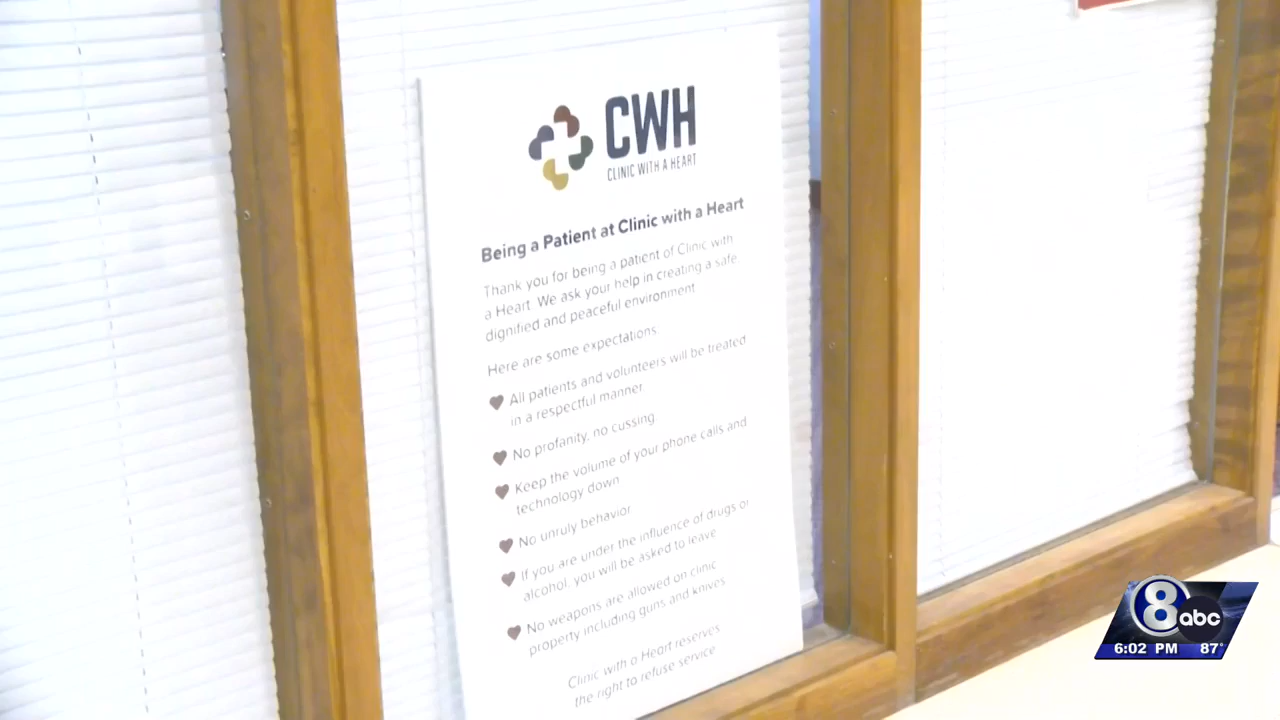 CWH
CLINIC WITH A HEART
Being a Patient at Clinic with a Heart
Thank you for being a patient of Clinic with
a Heart. We ask your help in creating a safe,
dignified and peaceful environment.
Here are some expectations:
All patients and volunteers will be treated
in a respectful manner.
No profanity, no cussing.
Keep the volume of your phone calls and
technology down
No unruly behavior
If you are under the influence of drugs or
alcohol, you will be asked to leave
No weapons are allowed on clinic
property including guns and knives
Clinic with a Heart reserves
the right to refuse service
8 abc
6:02 PM 87°